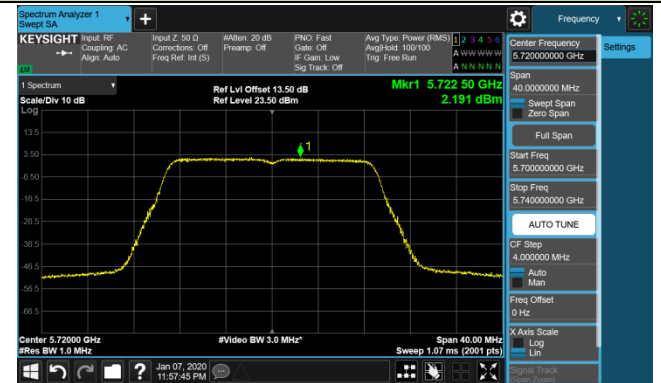 Spectrum Analyzer 1
Swept SA
+
Frequency
KEYSIGHT
Input: RF
Coupling: AC
Align: Auto
Input Z: 50 Ω
Corrections: Off
Freq Ref: Int (S)
#Atten: 20 dB
Preamp: Off
PNO: Fast
Gate: Off
IF Gain: Low
Sig Track: Off
Avg Type: Power (RMS)
Avg|Hold: 100/100
Trig: Free Run
1 2 3 4 5 6
A W W W W W
A N N N N N
LXI
1 Spectrum
Scale/Div 10 dB
Log
Ref Lvl Offset 13.50 dB
Ref Level 23.50 dBm
Mkr1 5.722 50 GHz
2.191 dBm
1
13.5
3.50
-6.50
-16.5
-26.5
-36.5
-46.5
-56.5
-66.5
Center 5.72000 GHz
#Res BW 1.0 MHz
#Video BW 3.0 MHz*
Span 40.00 MHz
Sweep 1.07 ms (2001 pts)
Center Frequency
5.720000000 GHz
Span
40.0000000 MHz
Swept Span
Zero Span
Full Span
Start Freq
5.700000000 GHz
Stop Freq
5.740000000 GHz
AUTO TUNE
CF Step
4.000000 MHz
Auto
Man
Freq Offset
0 Hz
X Axis Scale
Log
Lin
Signal Track
(Span Zoom)
Settings
?
Jan 07, 2020
11:57:45 PM